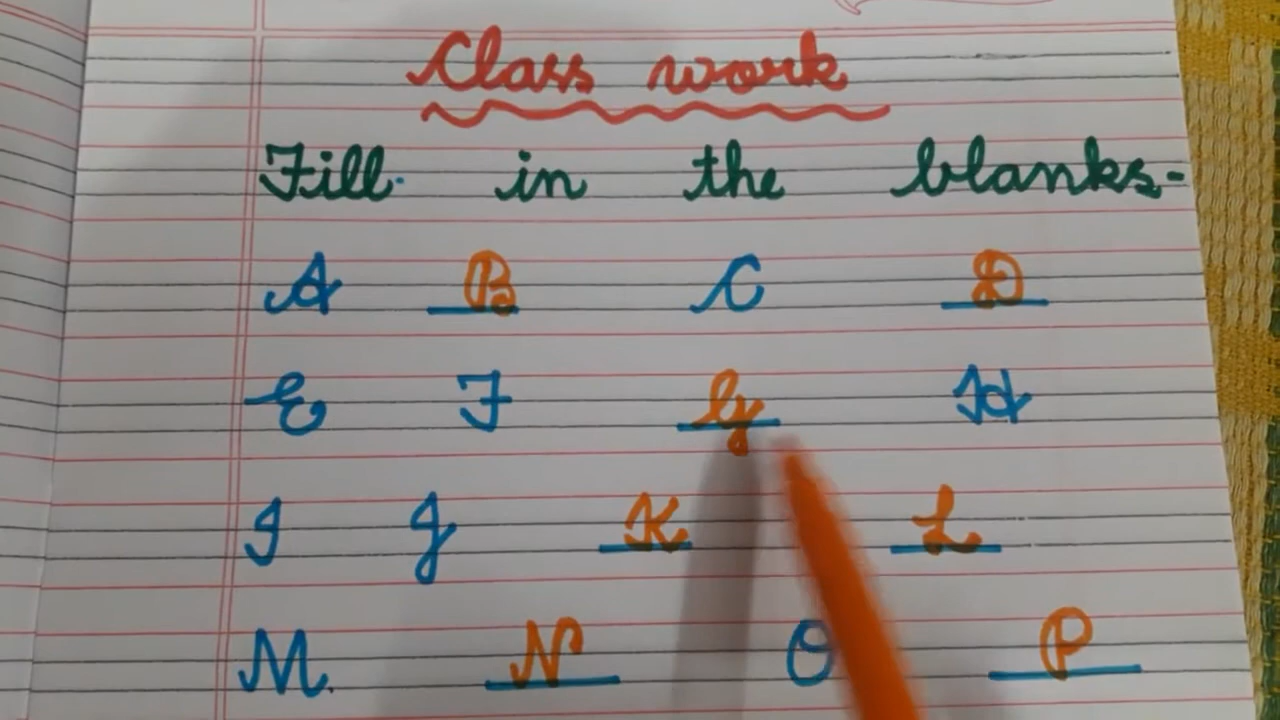 Class work
Fill in the blanks-
A B C D
E F G H
I J K L
M N O P